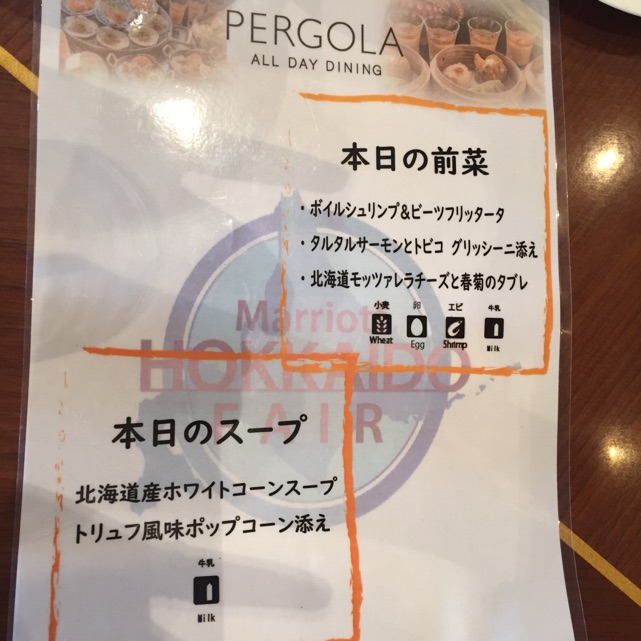 PERGOLA
ALL DAY DINING
本日の前菜
・ボイルシュリンプ&ビーツフリッタータ
・タルタルサーモンとトビコ グリッシーニ添え
・北海道モッツァレラチーズと春菊のタブレ
小麦 卵 エビ 牛乳
Wheat Egg Shrimp Milk
Marriott
HOKKAIDO
FAIR
本日のスープ
北海道産ホワイトコーンスープ
トリュフ風味ポップコーン添え
牛乳
Milk